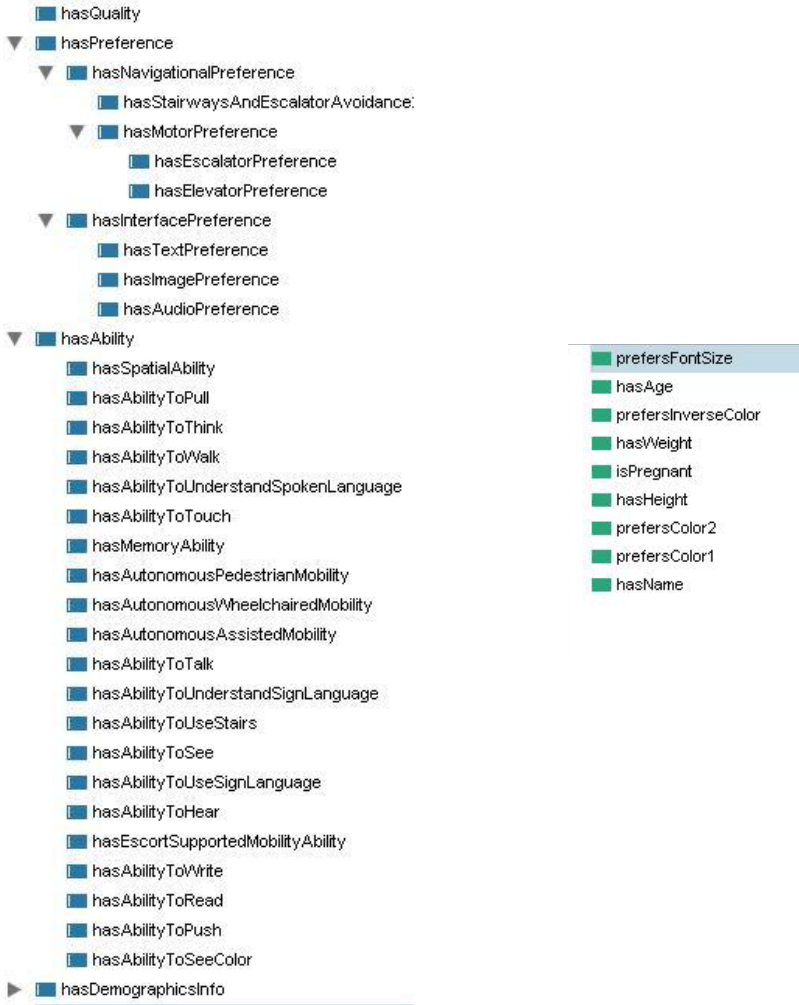 hasQuality
hasPreference
hasNavigationalPreference
hasStairwaysAndEscalatorAvoidance
hasMotorPreference
hasEscalatorPreference
hasElevatorPreference
hasInterfacePreference
hasTextPreference
hasImagePreference
hasAudioPreference
hasAbility
hasSpatialAbility
hasAbilityToPull
hasAbilityToThink
hasAbilityToWalk
hasAbilityToUnderstandSpokenLanguage
hasAbilityToTouch
hasMemoryAbility
hasAutonomousPedestrianMobility
hasAutonomousWheelchairedMobility
hasAutonomousAssistedMobility
hasAbilityToTalk
hasAbilityToUnderstandSignLanguage
hasAbilityToUseStairs
hasAbilityToSee
hasAbilityToUseSignLanguage
hasAbilityToHear
hasEscortSupportedMobilityAbility
hasAbilityToWrite
hasAbilityToRead
hasAbilityToPush
hasAbilityToSeeColor
hasDemographicsInfo
prefersFontSize
hasAge
prefersInverseColor
hasWeight
isPregnant
hasHeight
prefersColor2
prefersColor1
hasName